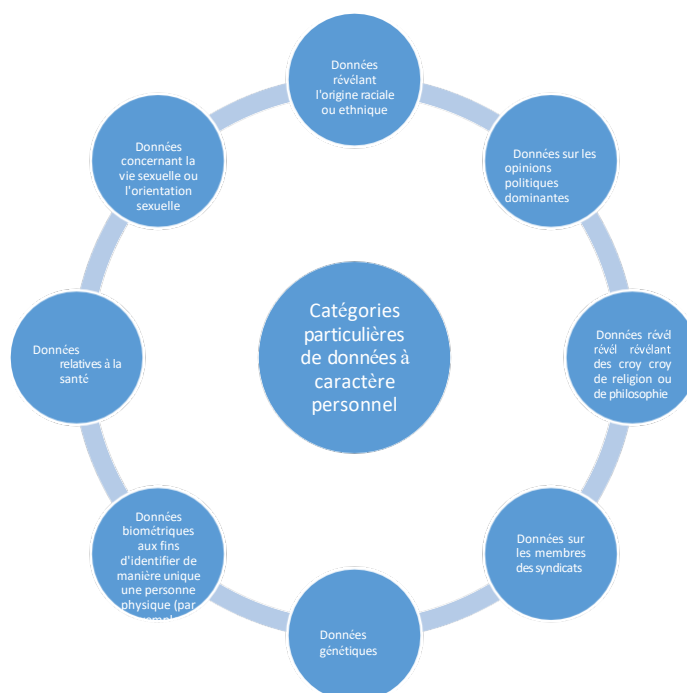 Données
révélant
l'origine raciale
ou ethnique
Données sur les
opinions
politiques
dominantes
Données révél
révél révélant
des croy croy
de religion ou
de philosophie
Données sur
les membres
des syndicats
Données
génétiques
Données
biométriques
aux fins
d'identifier de
manière unique
une personne
physique (par
Données
relatives à la
santé
Données
concernant la
vie sexuelle ou
l'orientation
sexuelle
Catégories
particulières
de données à
caractère
personnel